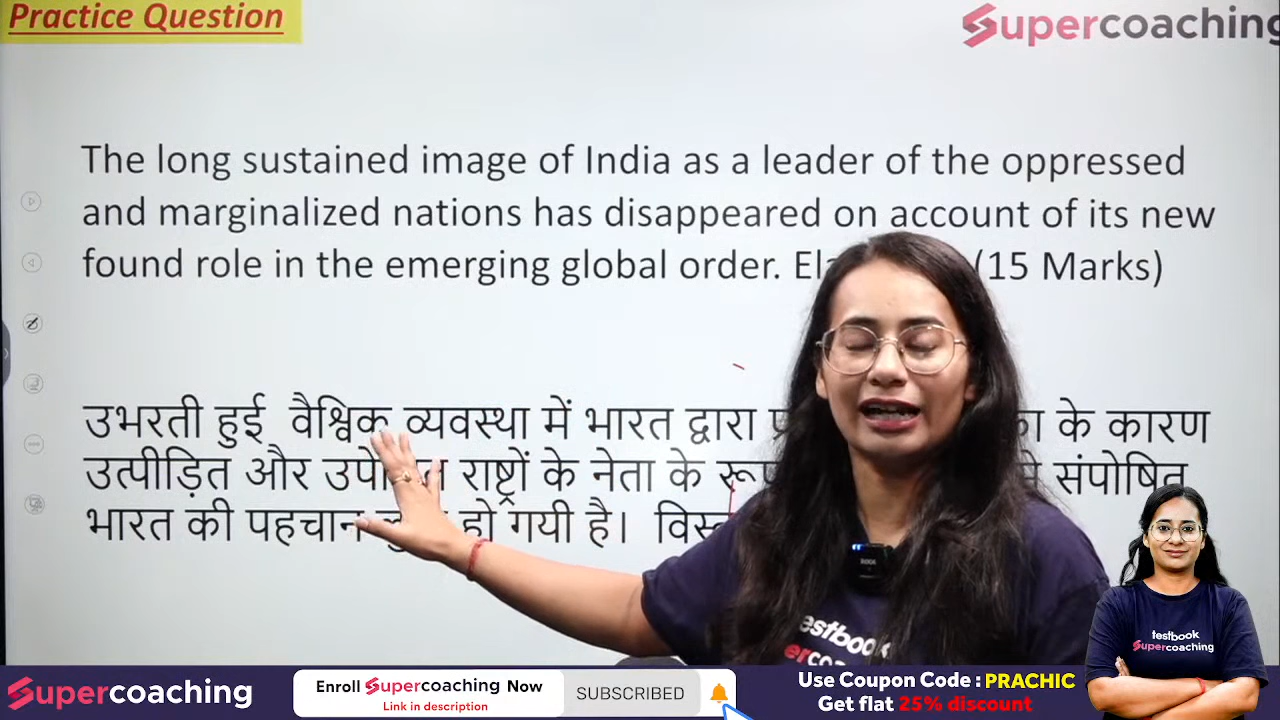 Practice Question
Supercoaching
The long sustained image of India as a leader of the oppressed
and marginalized nations has disappeared on account of its new
found role in the emerging global order. (15 Marks)
उभरती हुई वैश्विक व्यवस्था में भारत द्वारा के कारण
उत्पीड़ित और राष्ट्रों के नेता के संपोषित
भारत की पहचान हो गयी है।
testbook
testbook
Supercoaching
Supercoaching
Enroll Supercoaching Now
Link in description
SUBSCRIBED
Use Coupon Code : PRACHIC
Get flat 25% discount